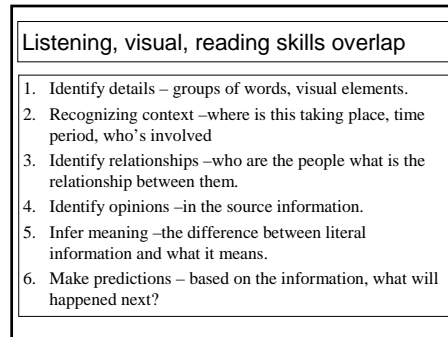 Listening, visual, reading skills overlap
1. Identify details – groups of words, visual elements.
2. Recognizing context –where is this taking place, time
period, who's involved
3. Identify relationships –who are the people what is the
relationship between them.
4. Identify opinions –in the source information.
5. Infer meaning –the difference between literal
information and what it means.
6. Make predictions – based on the information, what will
happened next?